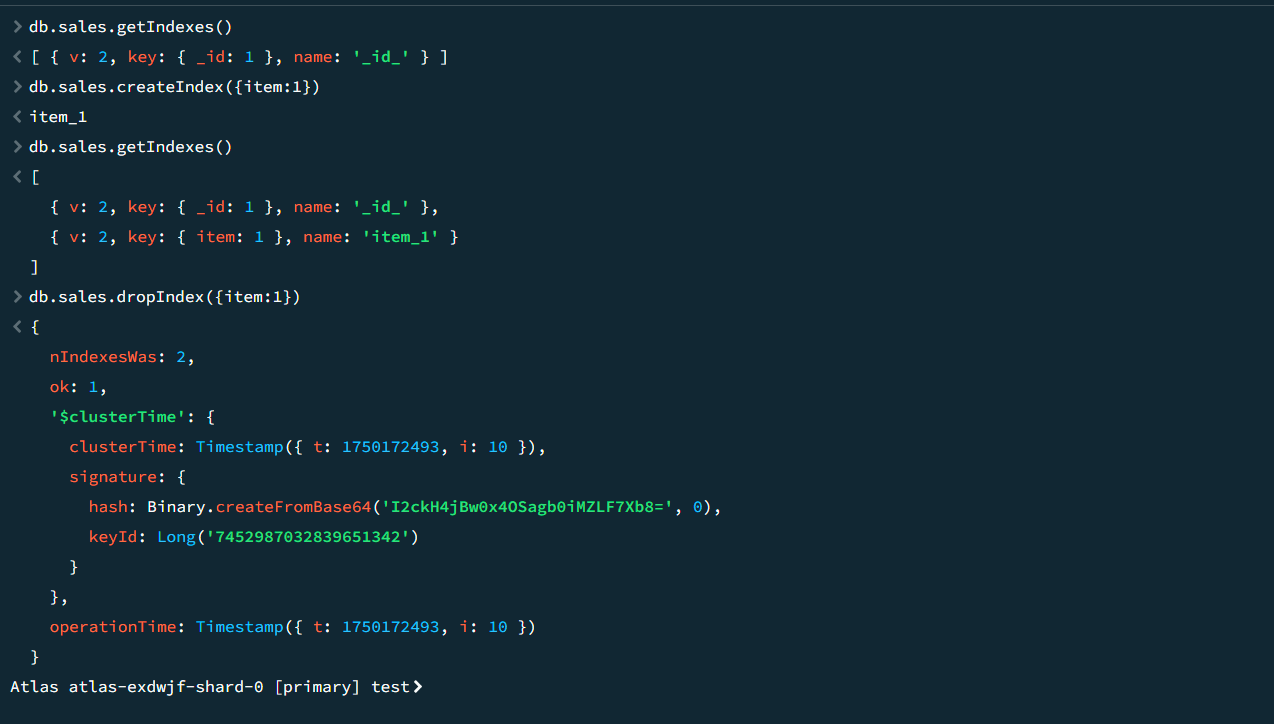 > db.sales.getIndexes()
< [ { v: 2, key: { _id: 1 }, name: '_id_' } ]
> db.sales.createIndex({item:1})
< item_1
> db.sales.getIndexes()
< [
{ v: 2, key: { _id: 1 }, name: '_id_' },
{ v: 2, key: { item: 1 }, name: 'item_1' }
]
> db.sales.dropIndex({item:1})
< {
nIndexesWas: 2,
ok: 1,
'$clusterTime': {
clusterTime: Timestamp({ t: 1750172493, i: 10 }),
signature: {
hash: Binary.createFromBase64('I2ckH4jBw0x4OSagb0iMZLF7Xb8=', 0),
keyId: Long('7452987032839651342')
}
},
operationTime: Timestamp({ t: 1750172493, i: 10 })
}
Atlas atlas-exdwjf-shard-0 [primary] test>